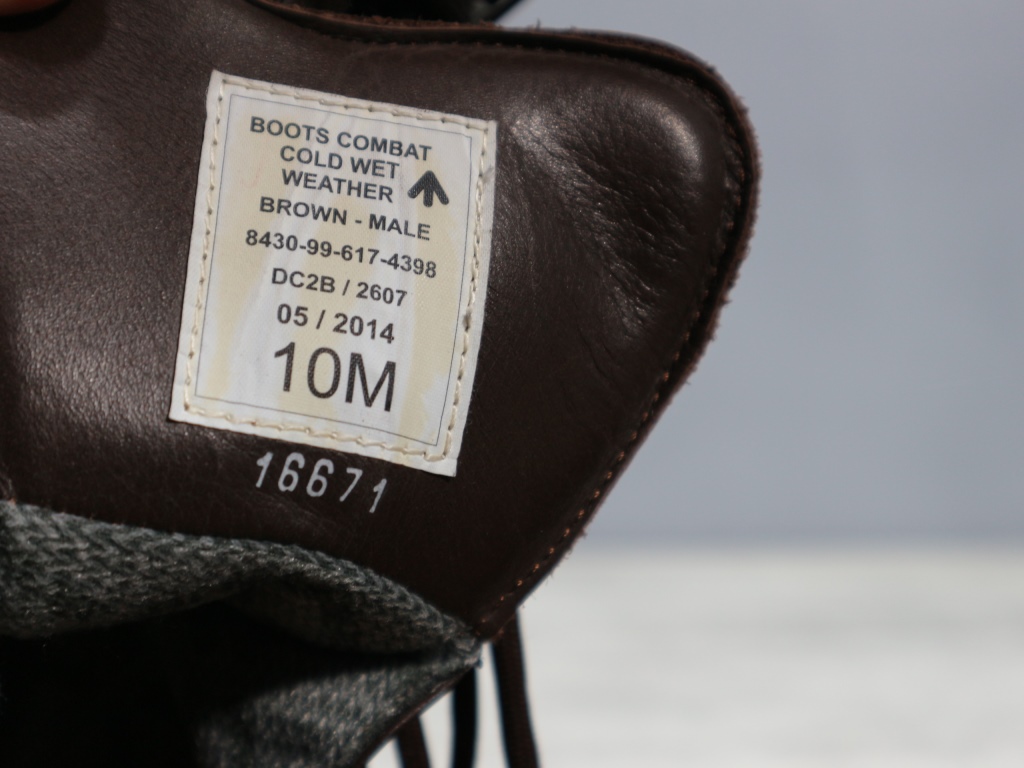 BOOTS COMBAT
COLD WET
WEATHER
BROWN - MALE
8430-99-617-4398
DC2B / 2607
05 / 2014
10M
16671